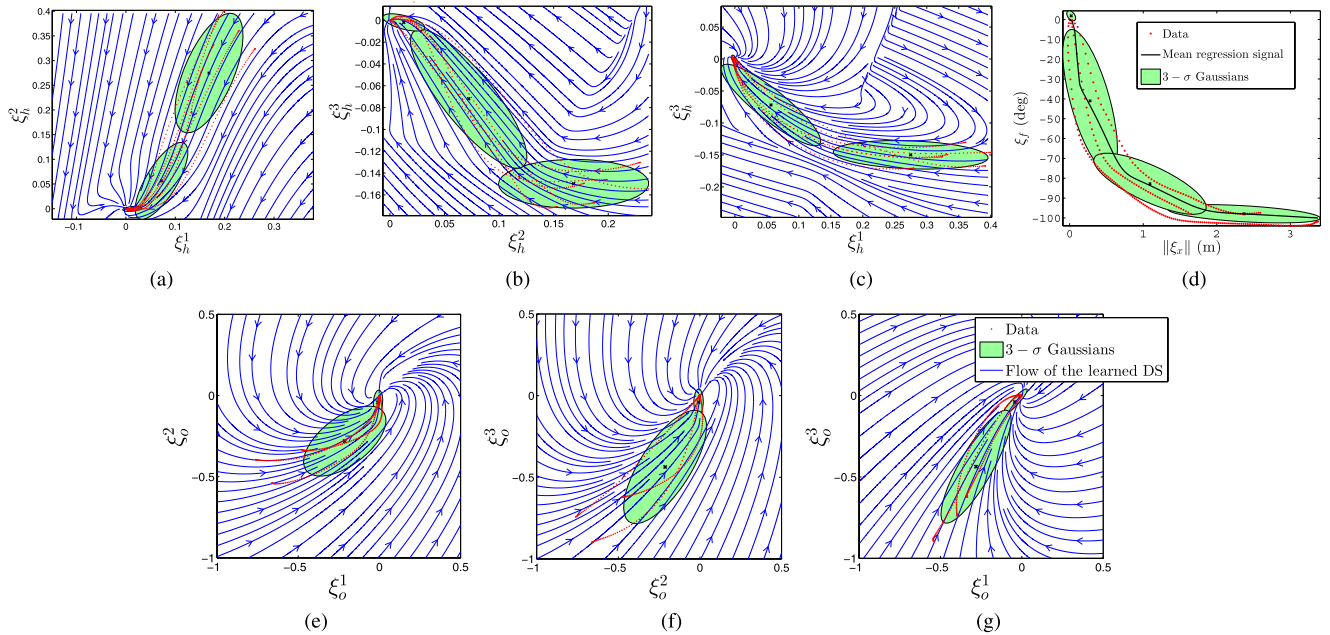 0.4
0.3
0.2
0.1
0.05
0
ξ_h^2
−0.1
0
0.1
0.2
0.3
ξ_h^1
(a)
0
−0.02
−0.04
−0.06
−0.08
−0.1
−0.12
−0.14
−0.16
ξ_h^3
0
0.05
0.1
0.15
0.2
ξ_h^2
(b)
0.05
0
−0.05
−0.1
−0.15
−0.2
ξ_h^3
0
0.05
0.1
0.15
0.2
0.25
0.3
0.35
0.4
ξ_h^1
(c)
Data
Mean regression signal
3 − σ Gaussians
0
−10
−20
−30
−40
−50
−60
−70
−80
−90
−100
ξ_f (deg)
0
1
2
3
‖ξ_x‖ (m)
(d)
0.5
0
−0.5
−1
ξ_o^2
−1
−0.5
0
0.5
ξ_o^1
(e)
0.5
0
−0.5
−1
ξ_o^3
−1
−0.5
0
0.5
ξ_o^2
(f)
Data
3 − σ Gaussians
Flow of the learned DS
0.5
0
−0.5
−1
ξ_o^3
−1
−0.5
0
0.5
ξ_o^1
(g)